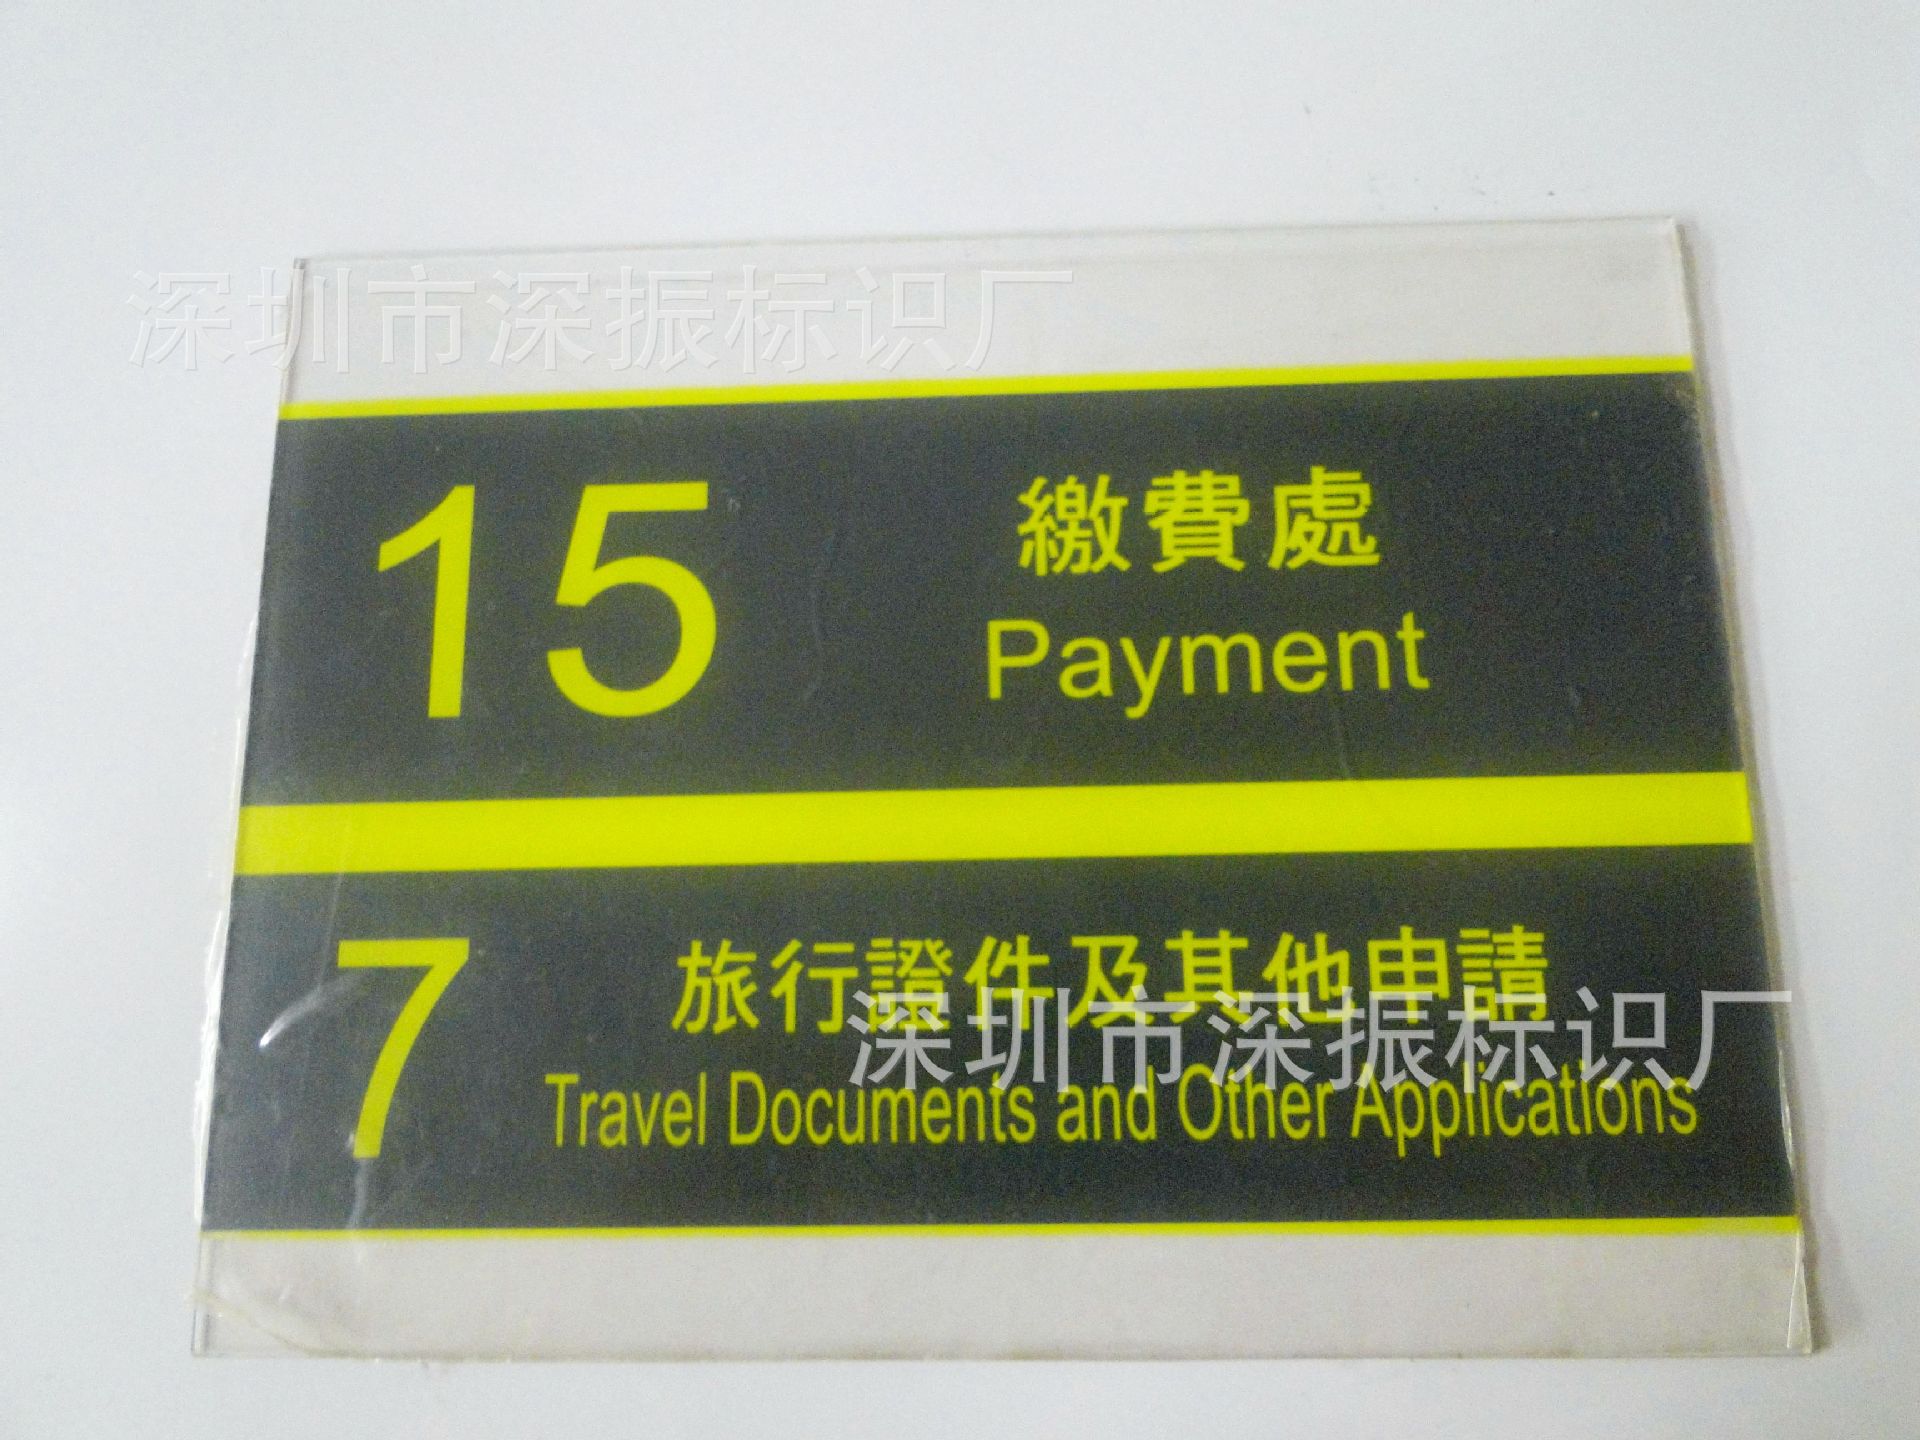 深圳市深振标识厂
15
繳費處
Payment
7
旅行證件及其他申請
深圳市深振标识厂
Travel Documents and Other Applications